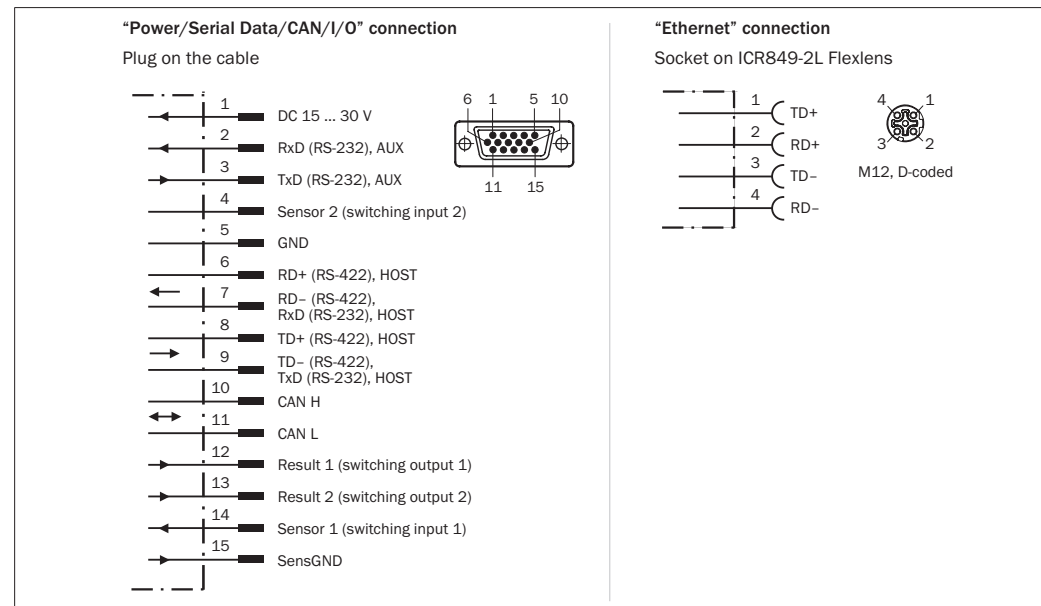 “Power/Serial Data/CAN/I/O” connection
Plug on the cable
1 DC 15 ... 30 V
2 RxD (RS-232), AUX
3 TxD (RS-232), AUX
4 Sensor 2 (switching input 2)
5 GND
6 RD+ (RS-422), HOST
7 RD– (RS-422),
RxD (RS-232), HOST
8 TD+ (RS-422), HOST
9 TD– (RS-422),
TxD (RS-232), HOST
10 CAN H
11 CAN L
12 Result 1 (switching output 1)
13 Result 2 (switching output 2)
14 Sensor 1 (switching input 1)
15 SensGND
6 1 5 10
11 15
“Ethernet” connection
Socket on ICR849-2L Flexlens
1 TD+
2 RD+
3 TD–
4 RD–
4 1
3 2
M12, D-coded